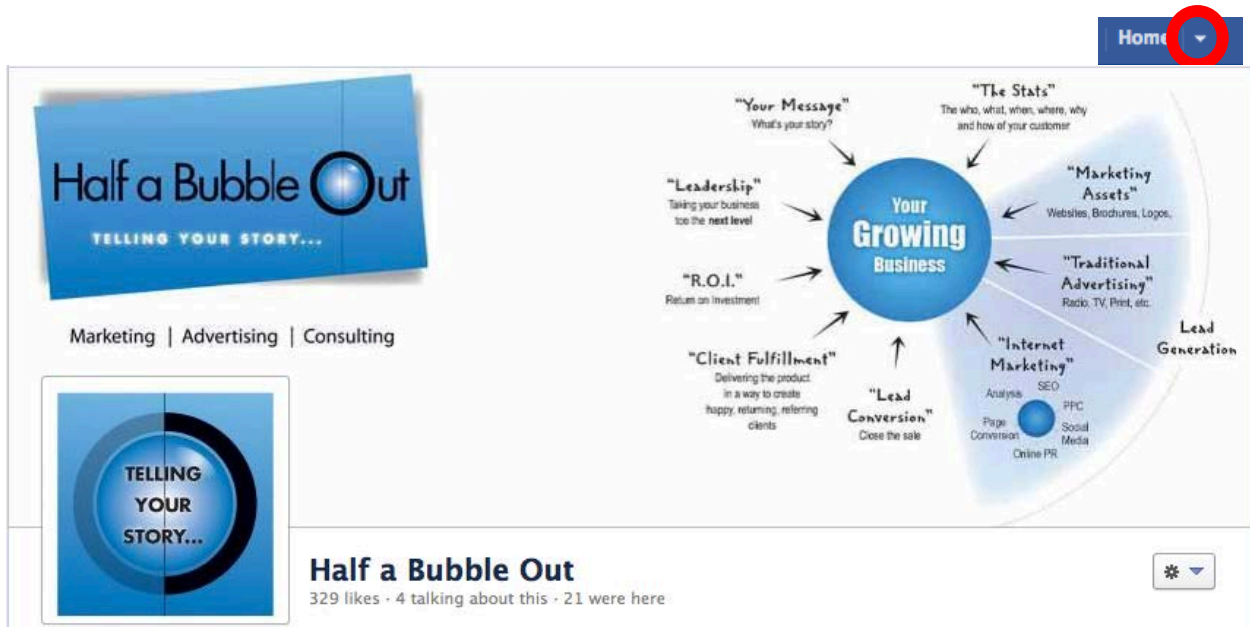 Home
Half a Bubble Out
TELLING YOUR STORY...
Marketing | Advertising | Consulting
"Your Message"
What's your story?
"The Stats"
The who, what, when, where, why
and how of your customer
"Leadership"
Taking your business
too the next level
"Marketing
Assets"
Websites, Brochures, Logos,
Your
Growing
Business
"R.O.I."
Return on Investment
"Traditional
Advertising"
Radio, TV, Print, etc.
Lead
Generation
"Client Fulfillment"
Delivering the product
in a way to create
happy, returning, referring
clients
"Lead
Conversion"
Close the sale
"Internet
Marketing"
SEO
Analysis
PPC
Page
Conversion
Social
Media
Online PR
TELLING
YOUR
STORY...
Half a Bubble Out
329 likes · 4 talking about this · 21 were here